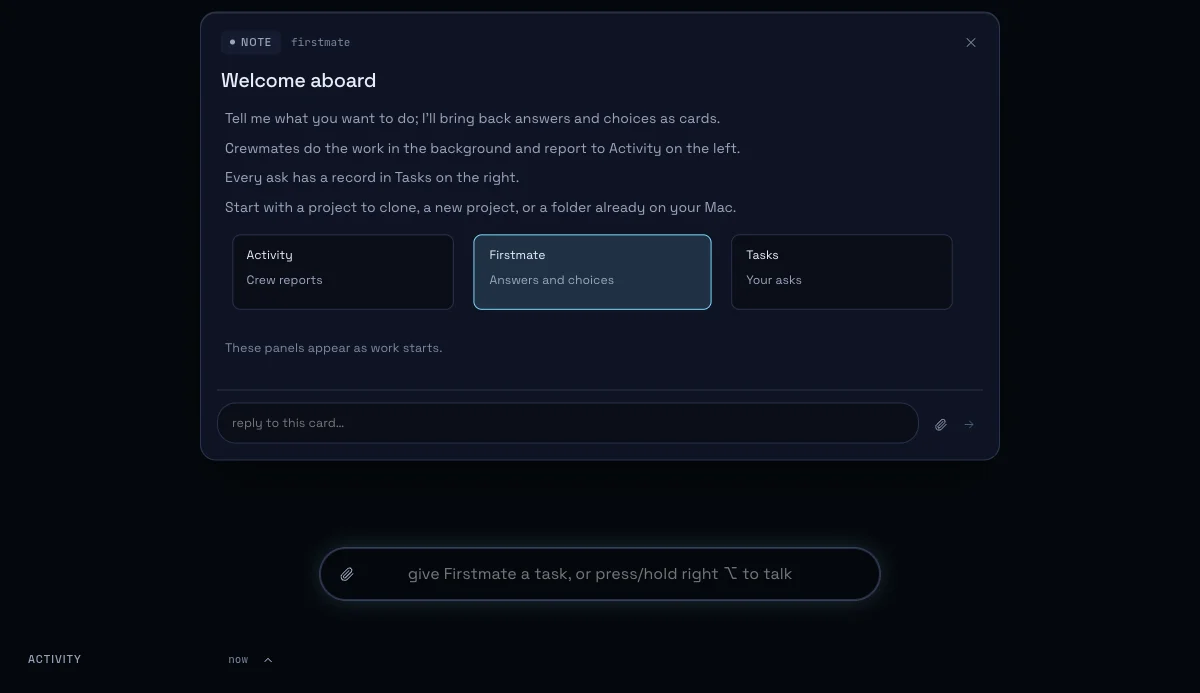 NOTE firstmate
Welcome aboard
Tell me what you want to do; I'll bring back answers and choices as cards.
Crewmates do the work in the background and report to Activity on the left.
Every ask has a record in Tasks on the right.
Start with a project to clone, a new project, or a folder already on your Mac.
Activity
Crew reports
Firstmate
Answers and choices
Tasks
Your asks
These panels appear as work starts.
reply to this card…
give Firstmate a task, or press/hold right ⌥ to talk
ACTIVITY now